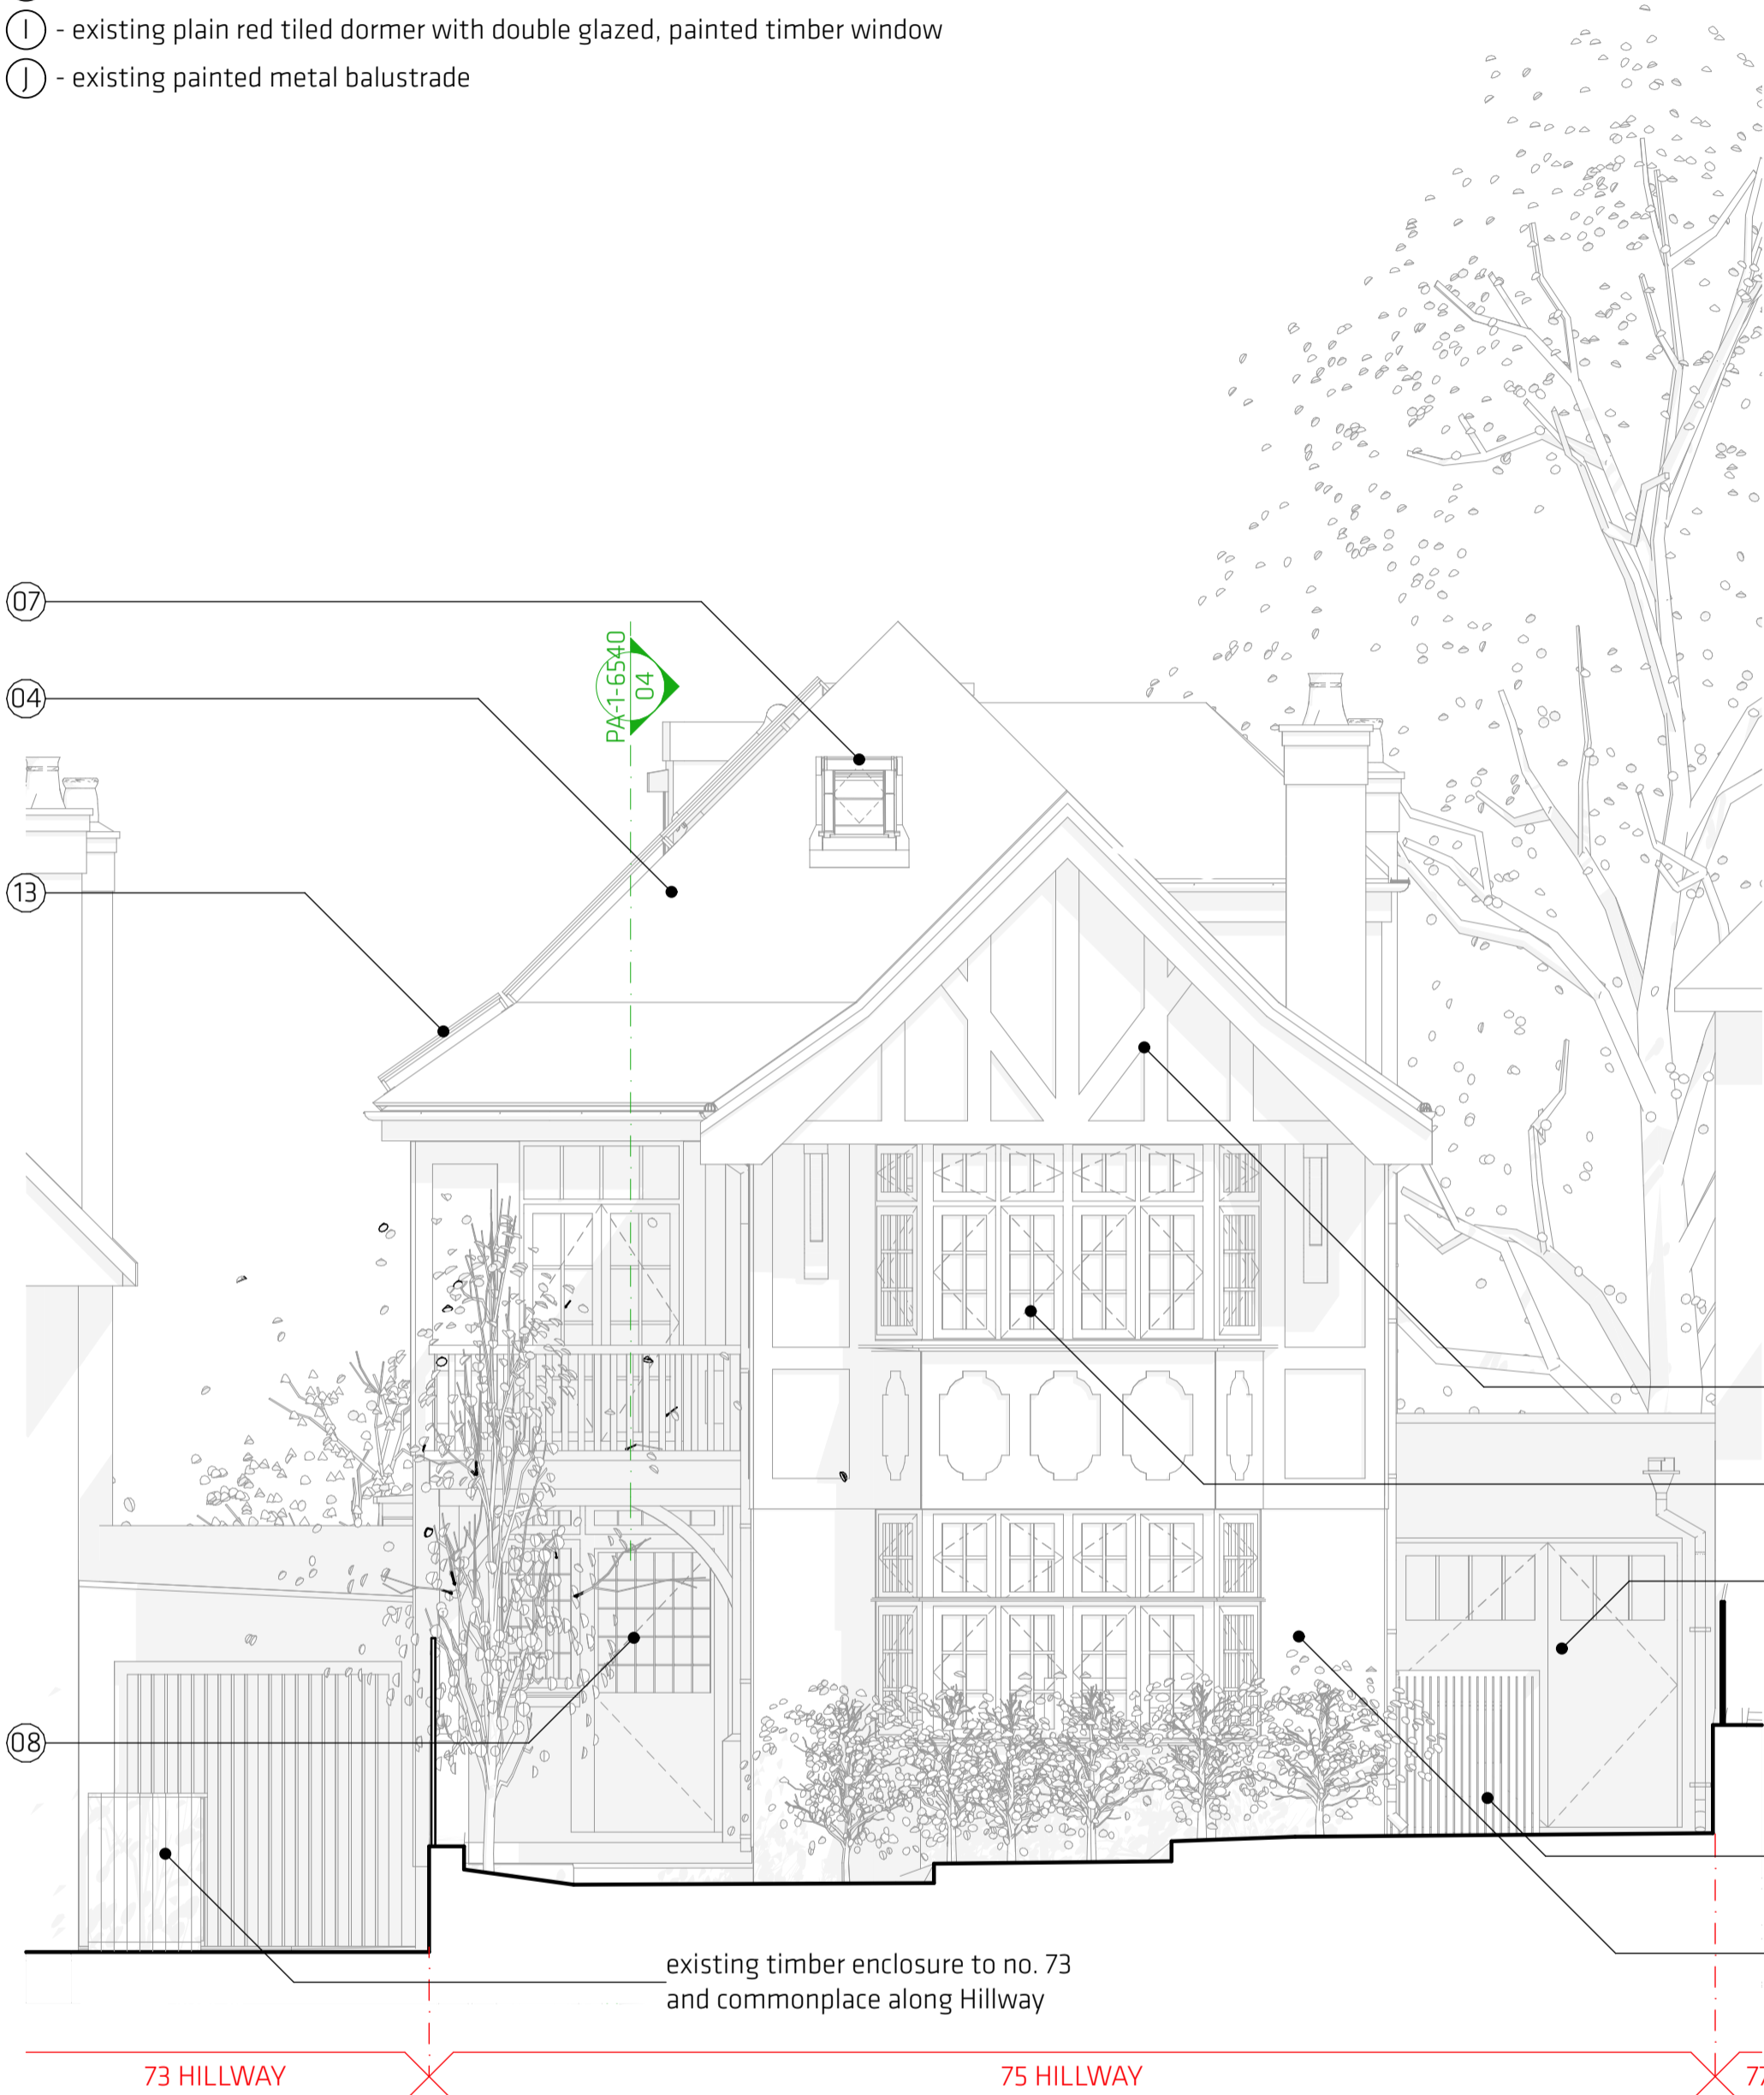 I - existing plain red tiled dormer with double glazed, painted timber window
J - existing painted metal balustrade
07
PA-1-6540
04
04
13
08
existing timber enclosure to no. 73
and commonplace along Hillway
73 HILLWAY
75 HILLWAY
77